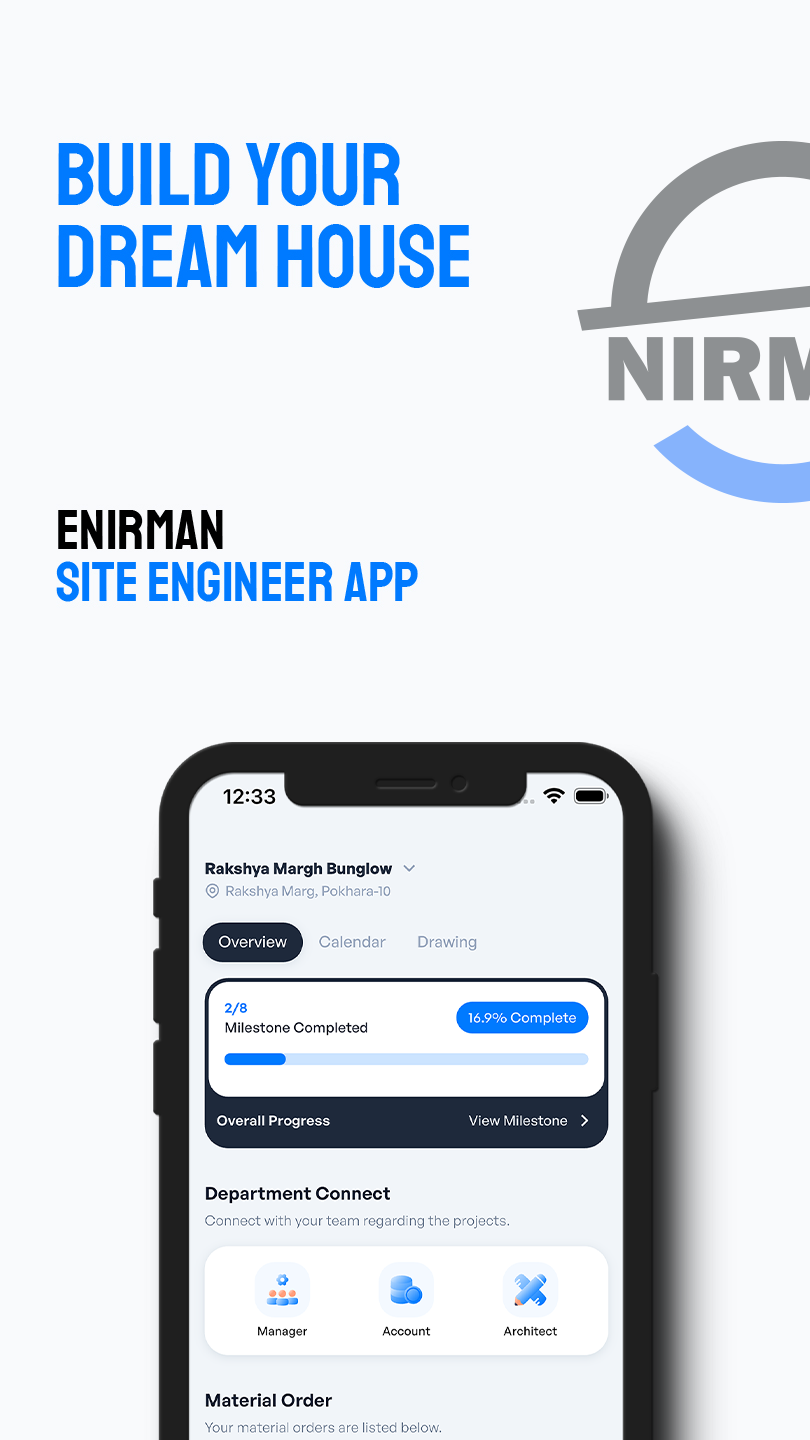 BUILD YOUR
DREAM HOUSE
NIRM
ENIRMAN
SITE ENGINEER APP
12:33
Rakshya Margh Bunglow
Rakshya Marg, Pokhara-10
Overview Calendar Drawing
2/8
Milestone Completed
16.9% Complete
Overall Progress View Milestone
Department Connect
Connect with your team regarding the projects.
Manager Account Architect
Material Order
Your material orders are listed below.